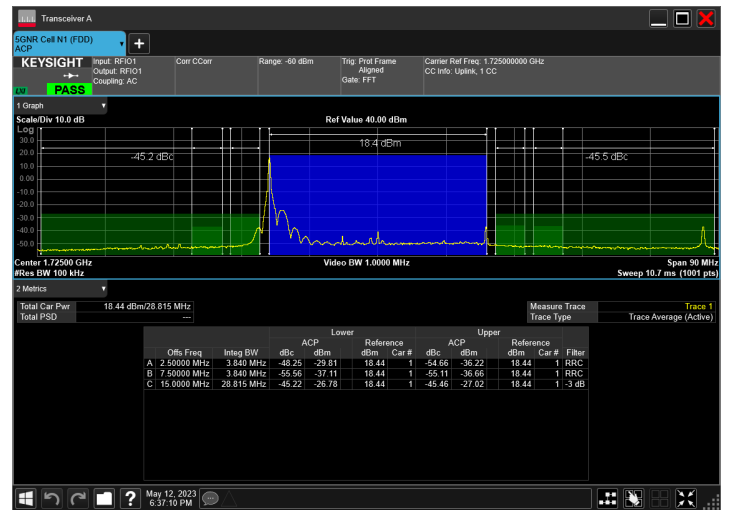 Transceiver A
5GNR Cell N1 (FDD)
ACP
KEYSIGHT
LXI
PASS
Input: RFIO1
Output: RFIO1
Coupling: AC
Corr CCorr
Range: -60 dBm
Trig: Prot Frame
Aligned
Gate: FFT
Carrier Ref Freq: 1.725000000 GHz
CC Info: Uplink, 1 CC
1 Graph
Scale/Div 10.0 dB
Ref Value 40.00 dBm
Log
30.0
20.0
10.0
0.00
-10.0
-20.0
-30.0
-40.0
-50.0
-45.2 dBc
18.4 dBm
-45.5 dBc
Center 1.72500 GHz
Video BW 1.0000 MHz
Span 90 MHz
#Res BW 100 kHz
Sweep 10.7 ms (1001 pts)
2 Metrics
Total Car Pwr 18.44 dBm/28.815 MHz
Total PSD ---
Measure Trace Trace 1
Trace Type Trace Average (Active)
Lower Upper
ACP Reference ACP Reference
Offs Freq Integ BW dBc dBm dBm Car # dBc dBm dBm Car # Filter
A 2.50000 MHz 3.840 MHz -48.25 -29.81 18.44 1 -54.66 -36.22 18.44 1 RRC
B 7.50000 MHz 3.840 MHz -55.56 -37.11 18.44 1 -55.11 -36.66 18.44 1 RRC
C 15.0000 MHz 28.815 MHz -45.22 -26.78 18.44 1 -45.46 -27.02 18.44 1 -3 dB
May 12, 2023
6:37:10 PM